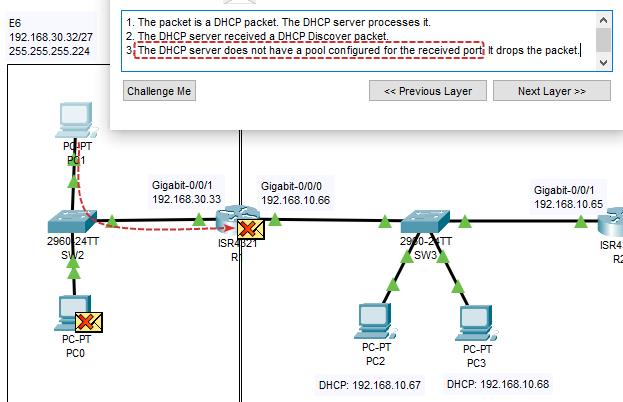 E6
192.168.30.32/27
255.255.255.224
1. The packet is a DHCP packet. The DHCP server processes it.
2. The DHCP server received a DHCP Discover packet.
3. The DHCP server does not have a pool configured for the received port. It drops the packet.
Challenge Me
<< Previous Layer
Next Layer >>
PC-PT
PC1
Gigabit-0/0/1
192.168.30.33
Gigabit-0/0/0
192.168.10.66
Gigabit-0/0/1
192.168.10.65
2960-24TT
SW2
ISR4321
R1
2960-24TT
SW3
ISR4
R2
PC-PT
PC0
PC-PT
PC2
PC-PT
PC3
DHCP: 192.168.10.67
DHCP: 192.168.10.68